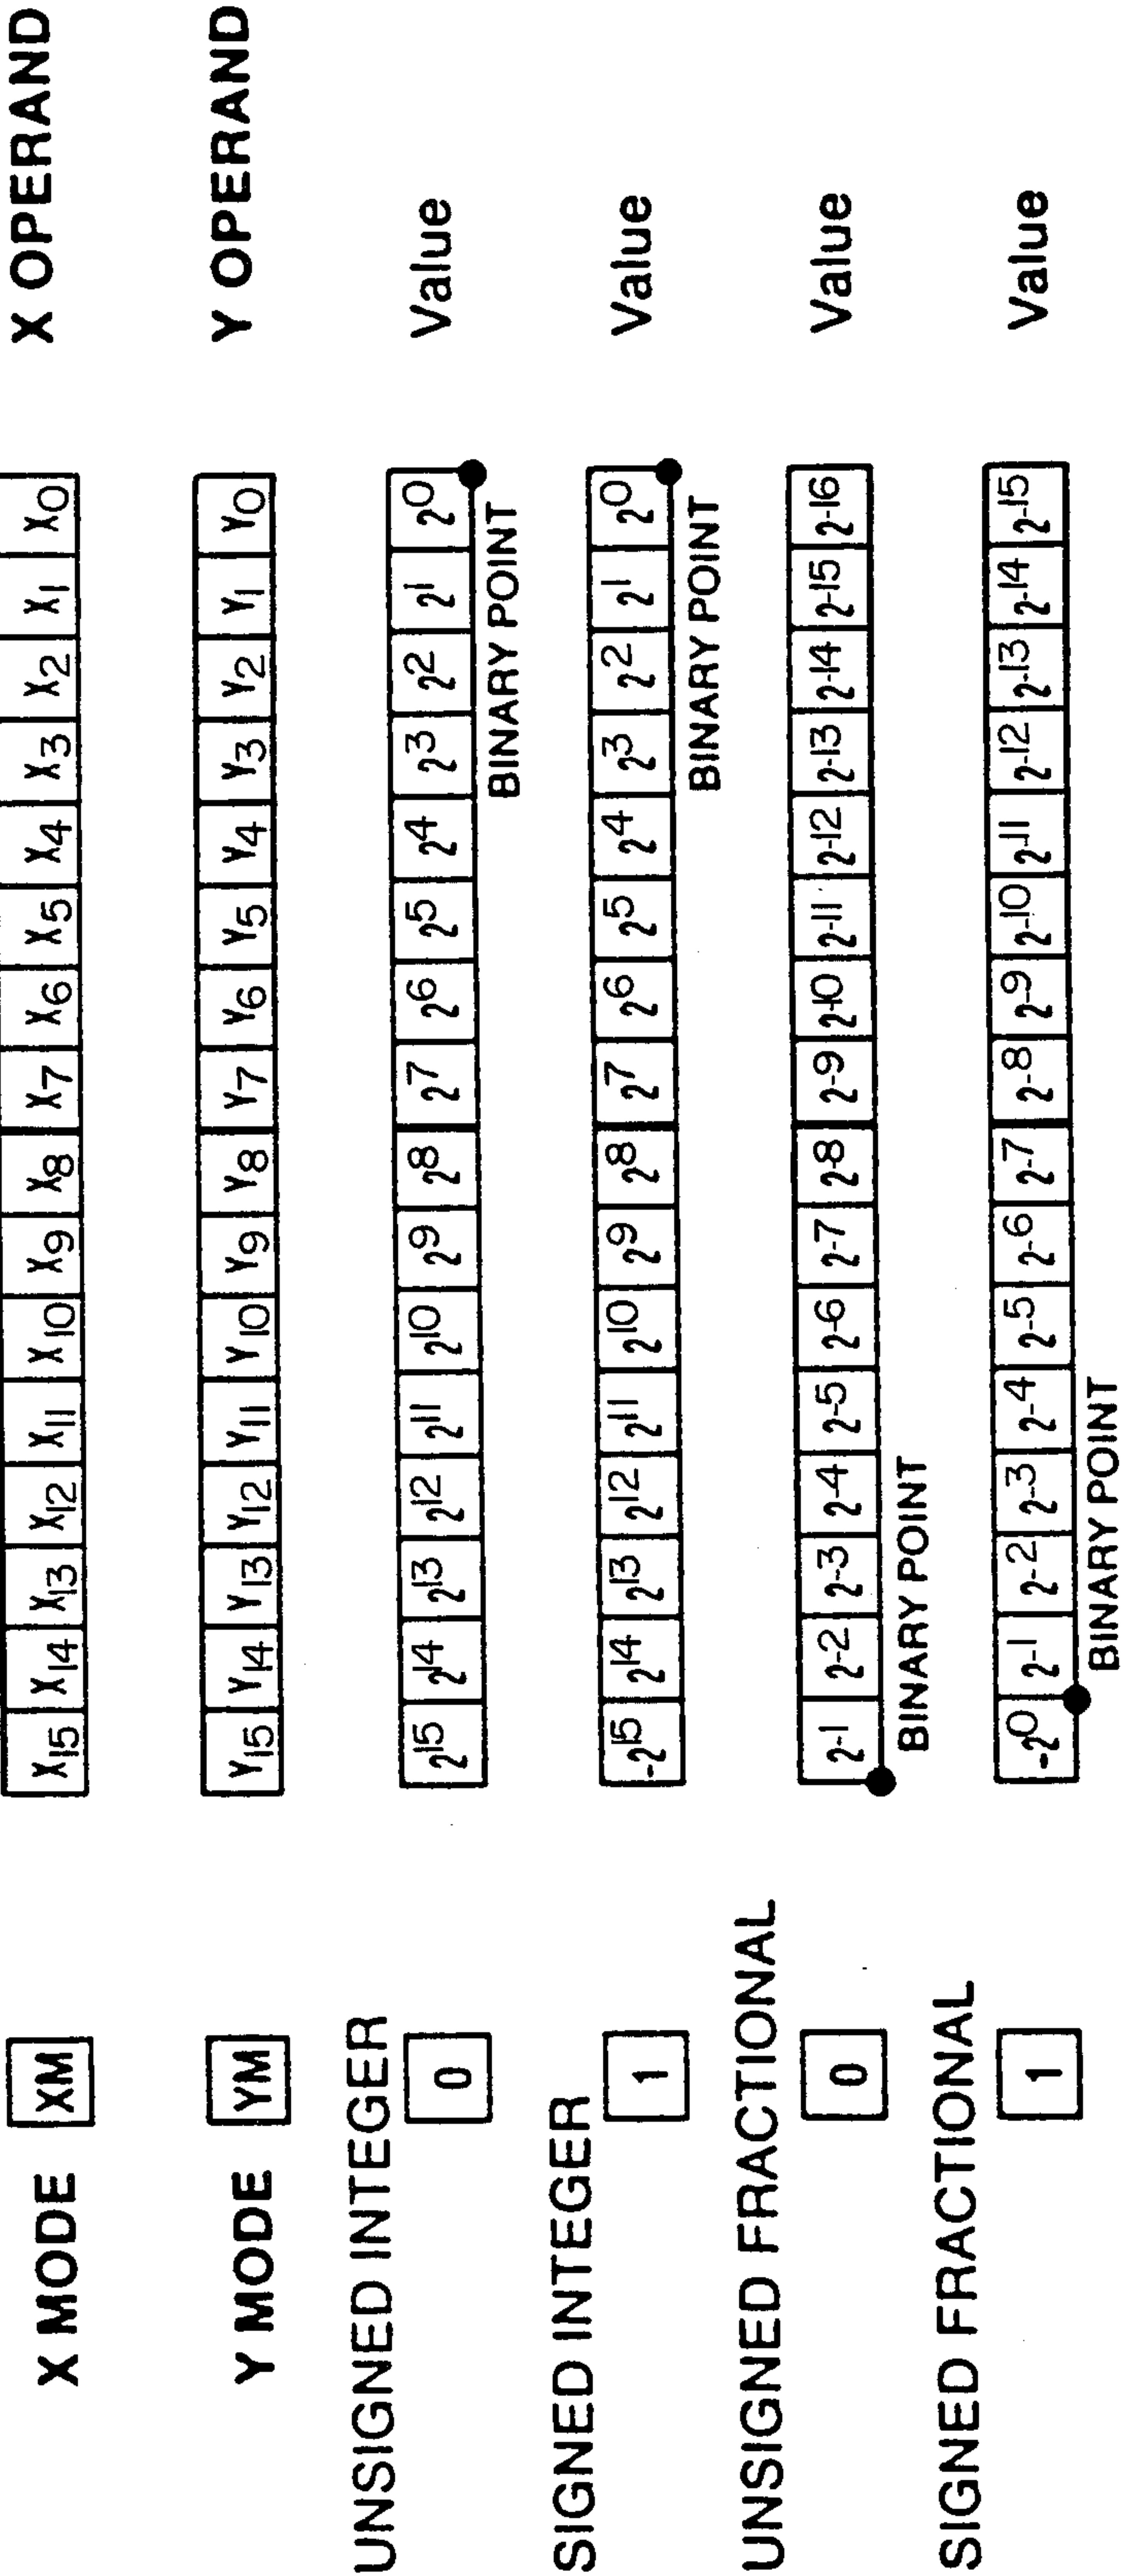 X MODE XM X15 X14 X13 X12 X11 X10 X9 X8 X7 X6 X5 X4 X3 X2 X1 X0 X OPERAND
Y MODE YM Y15 Y14 Y13 Y12 Y11 Y10 Y9 Y8 Y7 Y6 Y5 Y4 Y3 Y2 Y1 Y0 Y OPERAND
UNSIGNED INTEGER
0 2^15 2^14 2^13 2^12 2^11 2^10 2^9 2^8 2^7 2^6 2^5 2^4 2^3 2^2 2^1 2^0 Value
BINARY POINT
SIGNED INTEGER
1 -2^15 2^14 2^13 2^12 2^11 2^10 2^9 2^8 2^7 2^6 2^5 2^4 2^3 2^2 2^1 2^0 Value
BINARY POINT
UNSIGNED FRACTIONAL
0 2^-1 2^-2 2^-3 2^-4 2^-5 2^-6 2^-7 2^-8 2^-9 2^-10 2^-11 2^-12 2^-13 2^-14 2^-15 2^-16 Value
BINARY POINT
SIGNED FRACTIONAL
1 -2^0 2^-1 2^-2 2^-3 2^-4 2^-5 2^-6 2^-7 2^-8 2^-9 2^-10 2^-11 2^-12 2^-13 2^-14 2^-15 Value
BINARY POINT